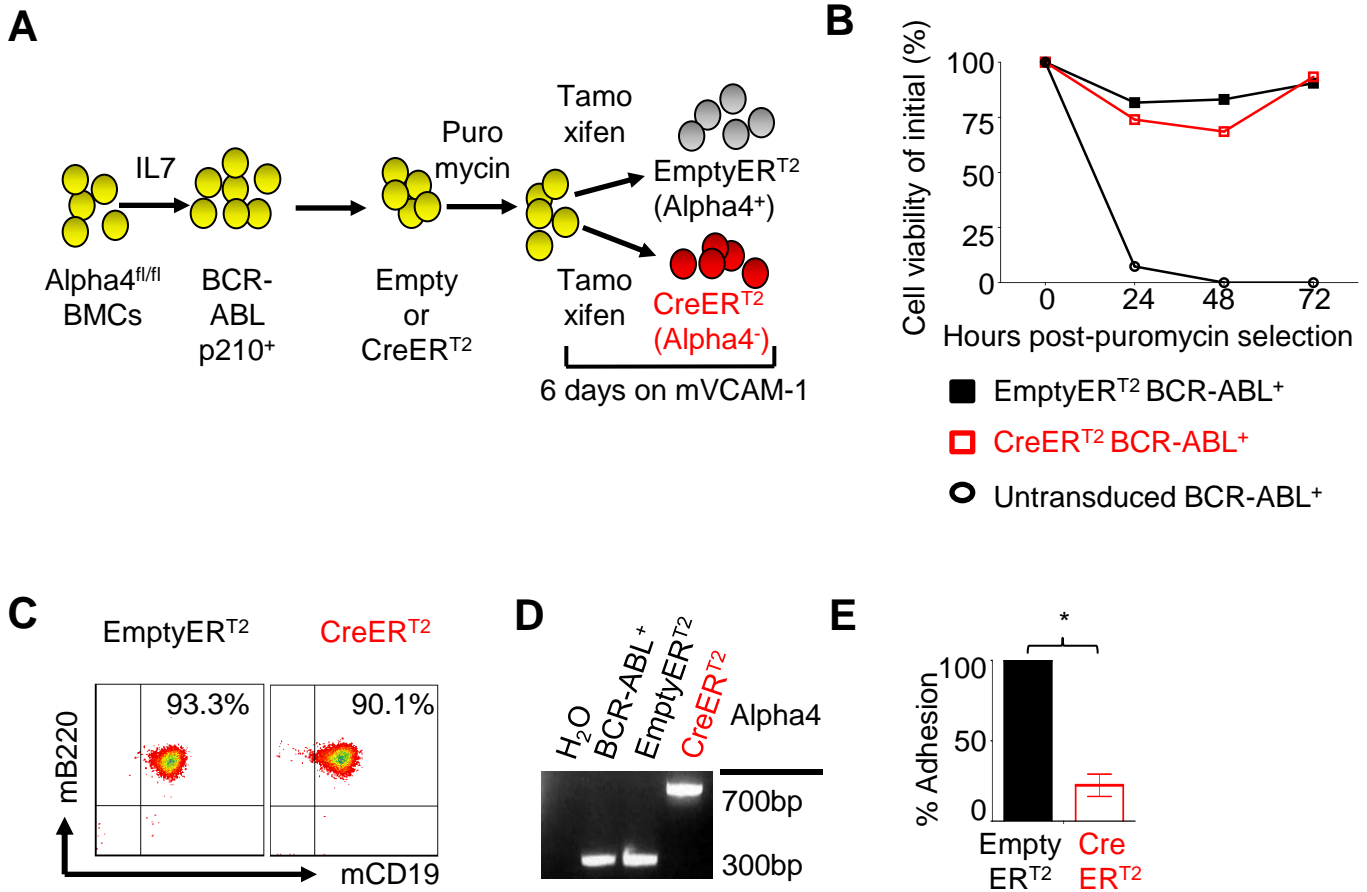 A
IL7
Puro
mycin
Tamo
xifen
EmptyER^T2
(Alpha4^+)
Alpha4^fl/fl
BMCs
BCR-
ABL
p210^+
Empty
or
CreER^T2
Tamo
xifen
CreER^T2
(Alpha4^-)
6 days on mVCAM-1
B
Cell viability of initial (%)
100
75
50
25
0
0 24 48 72
Hours post-puromycin selection
EmptyER^T2 BCR-ABL^+
CreER^T2 BCR-ABL^+
Untransduced BCR-ABL^+
C
EmptyER^T2 CreER^T2
93.3% 90.1%
mB220
mCD19
D
H2O
BCR-ABL^+
EmptyER^T2
CreER^T2
Alpha4
700bp
300bp
E
*
% Adhesion
100
50
0
Empty
ER^T2
Cre
ER^T2